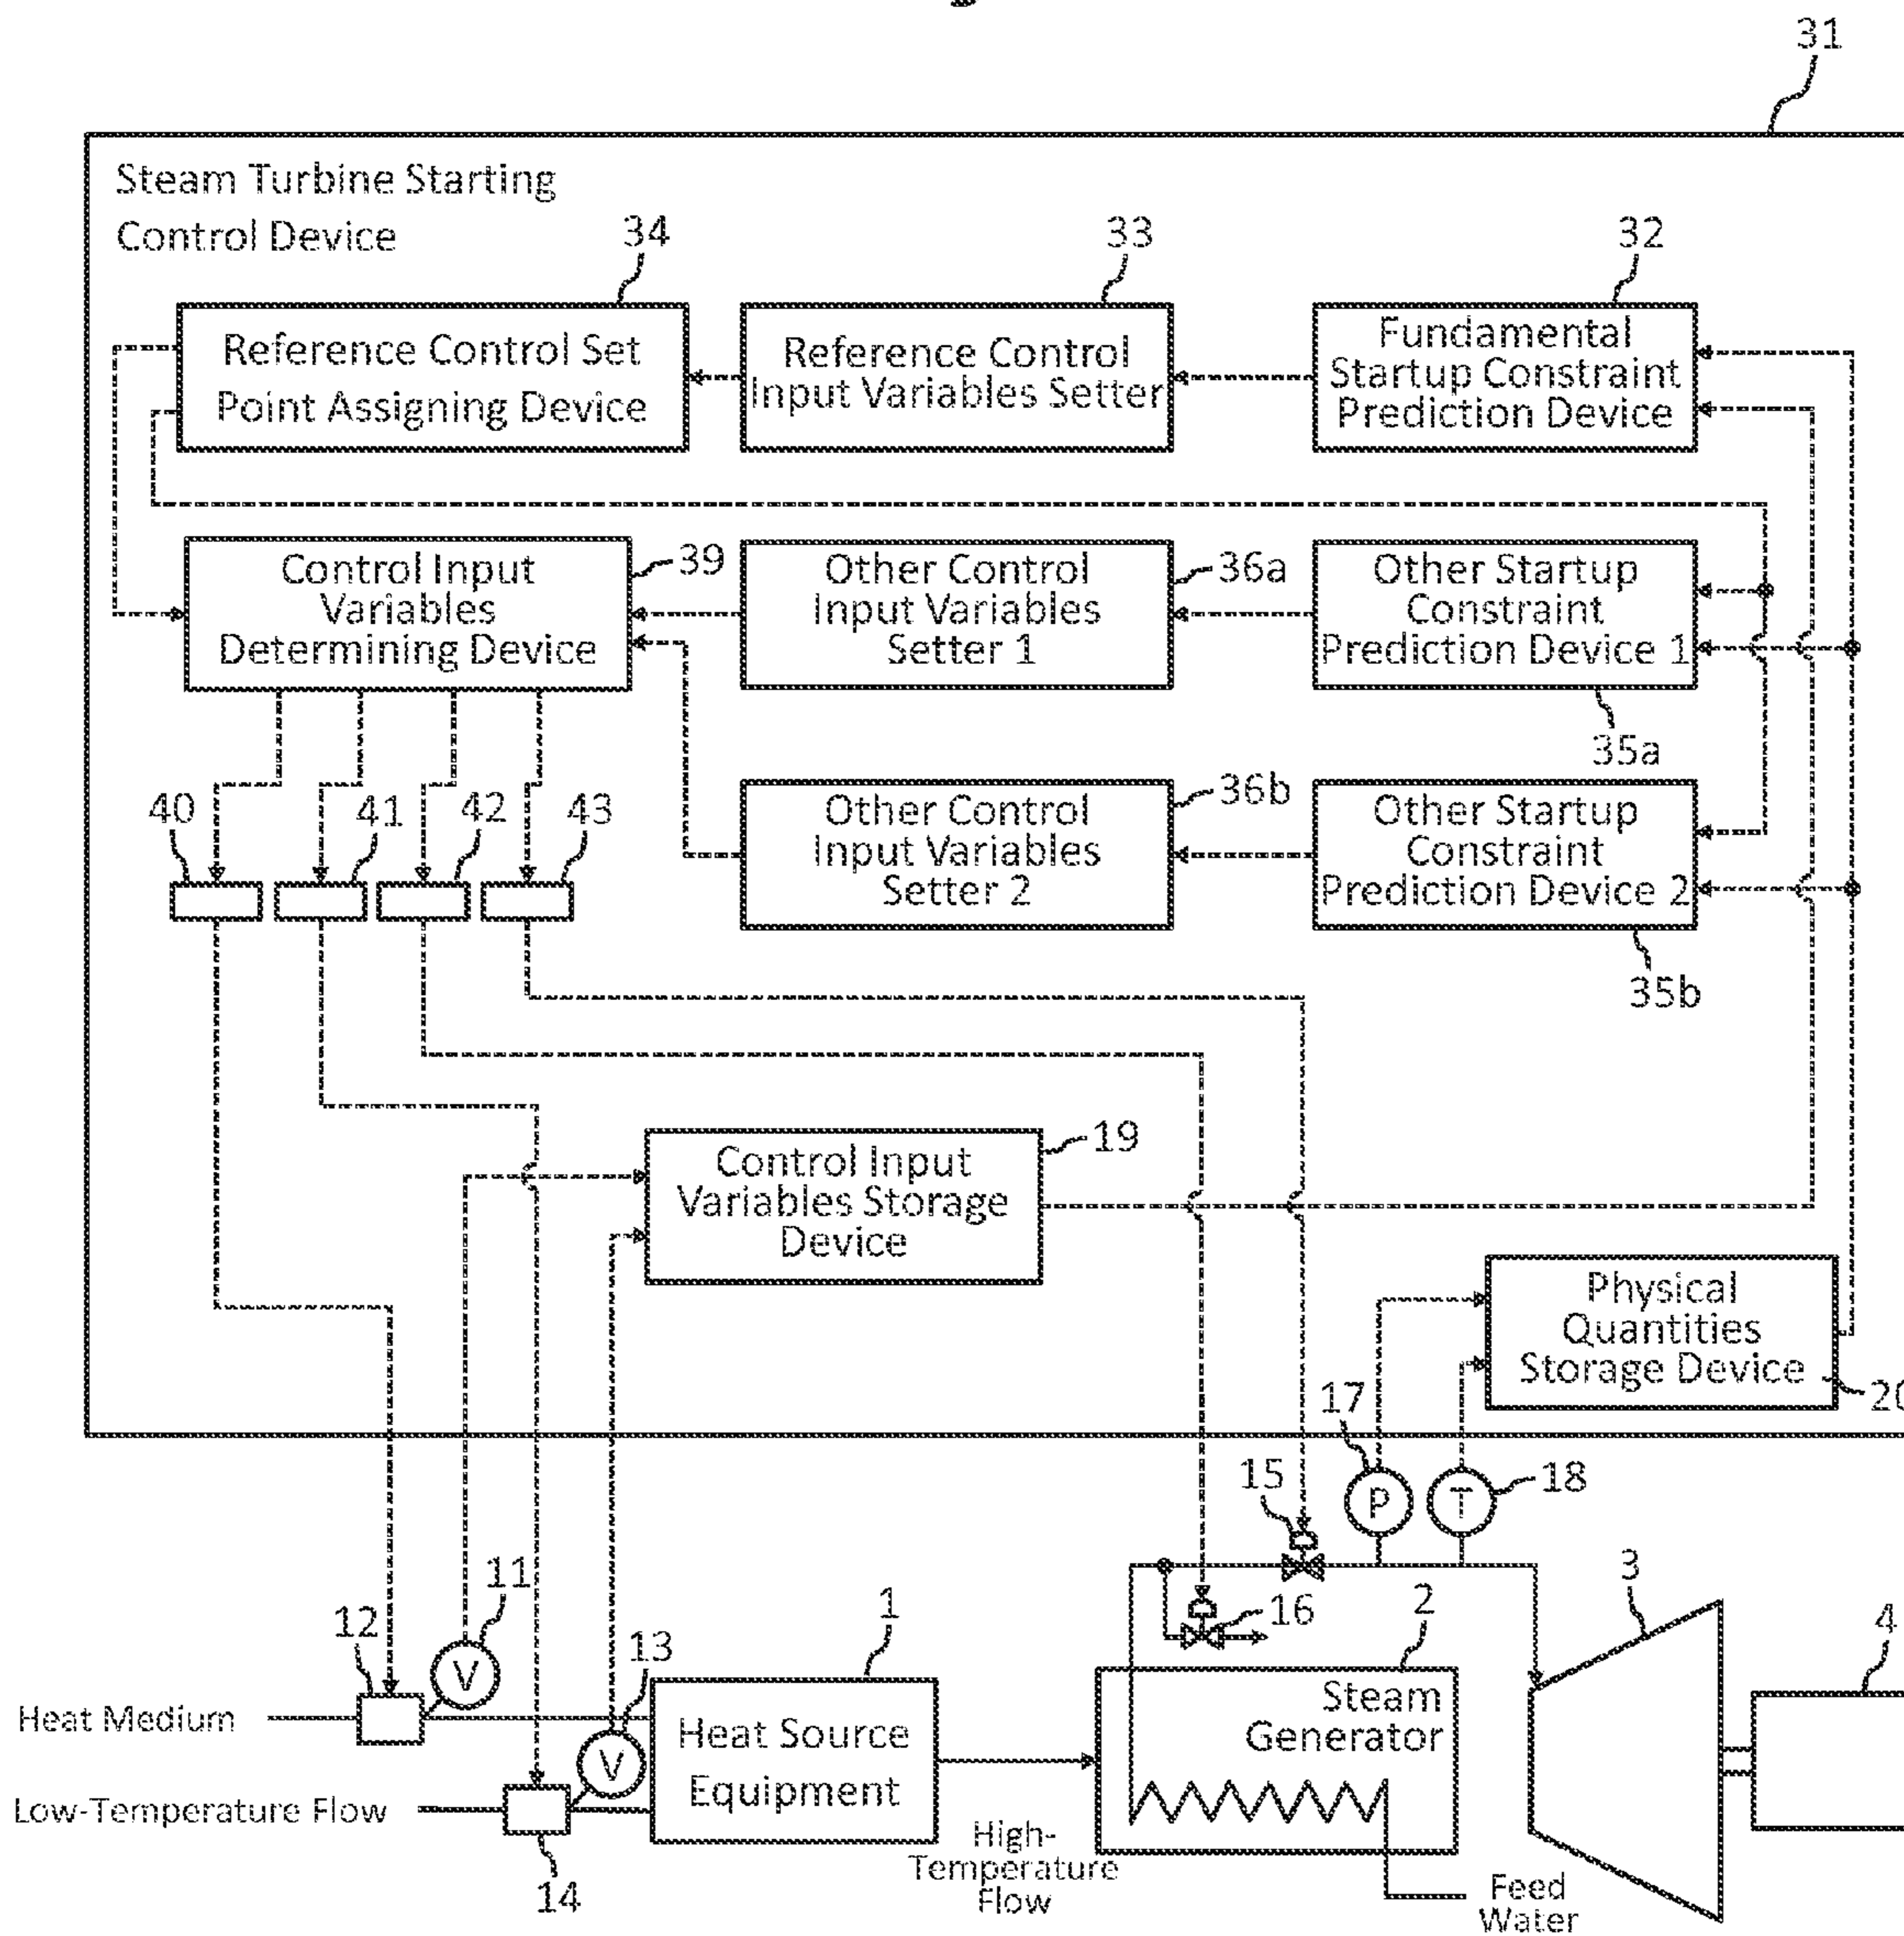 31
Steam Turbine Starting
Control Device
34
33
32
Reference Control Set
Point Assigning Device
Reference Control
Input Variables Setter
Fundamental
Startup Constraint
Prediction Device
Control Input
Variables
Determining Device
39
Other Control
Input Variables
Setter 1
36a
Other Startup
Constraint
Prediction Device 1
35a
40
41
42
43
Other Control
Input Variables
Setter 2
36b
Other Startup
Constraint
Prediction Device 2
35b
Control Input
Variables Storage
Device
19
Physical
Quantities
Storage Device
20
17
P
T
18
15
16
11
V
12
13
V
1
2
3
4
Heat Medium
Heat Source
Equipment
Steam
Generator
Low-Temperature Flow
14
High-
Temperature
Flow
Feed
Water